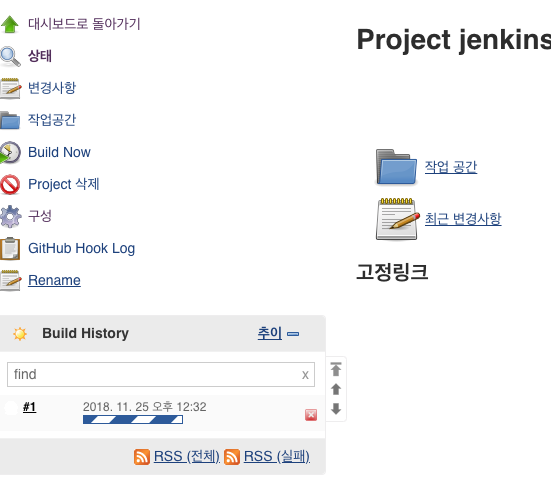 대시보드로 돌아가기
상태
변경사항
작업공간
Build Now
Project 삭제
구성
GitHub Hook Log
Rename
Project jenkins
작업 공간
최근 변경사항
고정링크
Build History 추이
find x
#1 2018. 11. 25 오후 12:32
RSS (전체) RSS (실패)